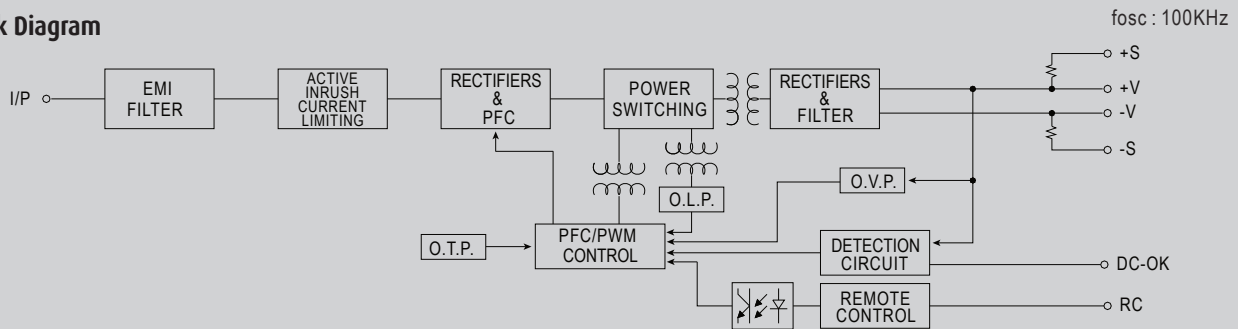 k Diagram
fosc : 100KHz
I/P
EMI
FILTER
ACTIVE
INRUSH
CURRENT
LIMITING
RECTIFIERS
&
PFC
POWER
SWITCHING
RECTIFIERS
&
FILTER
+S
+V
-V
-S
O.L.P.
O.V.P.
O.T.P.
PFC/PWM
CONTROL
DETECTION
CIRCUIT
DC-OK
REMOTE
CONTROL
RC